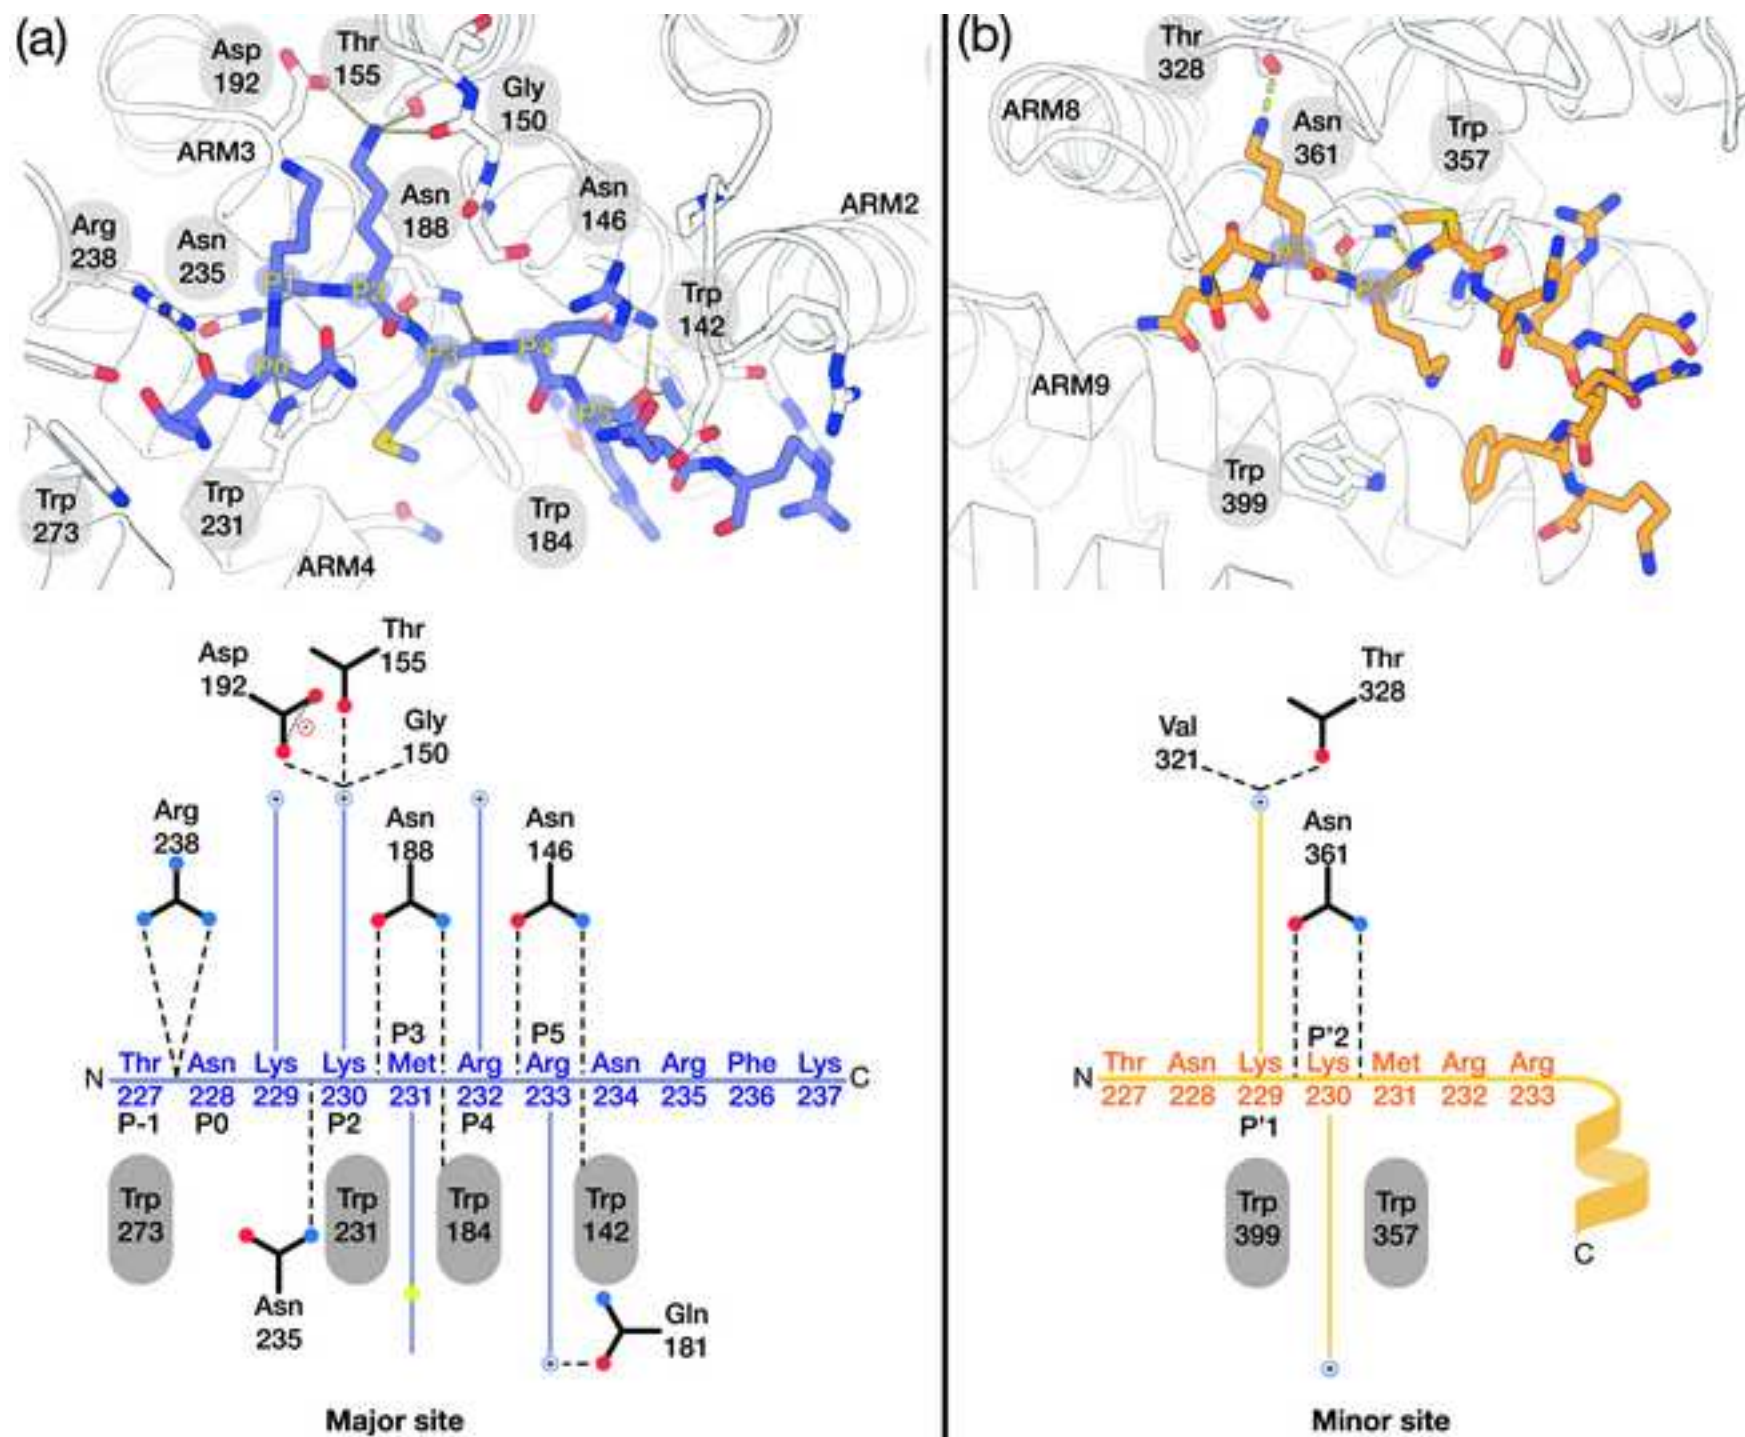 (a)
Asp
192
Thr
155
Gly
150
ARM3
Asn
188
Asn
146
ARM2
Arg
238
Asn
235
P1
P2
Trp
142
P0
P3
P4
P5
Trp
273
Trp
231
Trp
184
ARM4
(b)
Thr
328
ARM8
Asn
361
Trp
357
ARM9
Trp
399
Asp
192
Thr
155
Gly
150
Arg
238
Asn
188
Asn
146
P3 P5
N Thr Asn Lys Lys Met Arg Arg Asn Arg Phe Lys C
227 228 229 230 231 232 233 234 235 236 237
P-1 P0 P2 P4
Trp
273
Trp
231
Trp
184
Trp
142
Asn
235
Gln
181
Major site
Val
321
Thr
328
Asn
361
P'2
N Thr Asn Lys Lys Met Arg Arg
227 228 229 230 231 232 233
P'1
Trp
399
Trp
357
C
Minor site